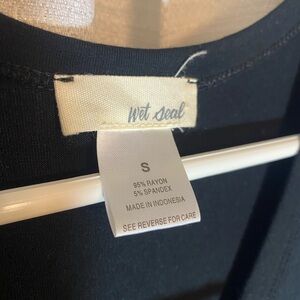 Wet Seal
S
95% RAYON
5% SPANDEX
MADE IN INDONESIA
SEE REVERSE FOR CARE